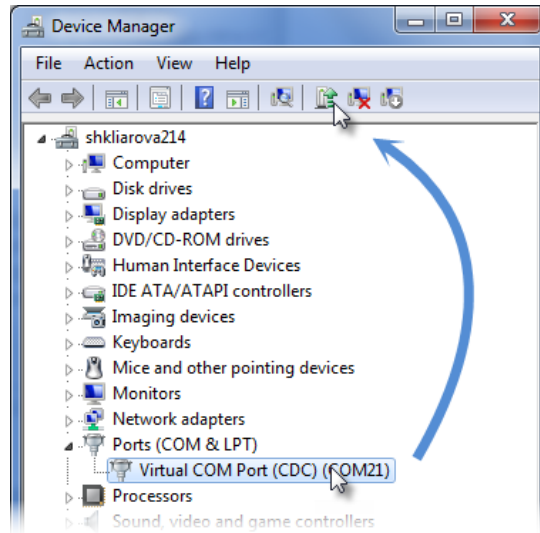 Device Manager
File Action View Help
shkliarova214
Computer
Disk drives
Display adapters
DVD/CD-ROM drives
Human Interface Devices
IDE ATA/ATAPI controllers
Imaging devices
Keyboards
Mice and other pointing devices
Monitors
Network adapters
Ports (COM & LPT)
Virtual COM Port (CDC) (COM21)
Processors
Sound, video and game controllers